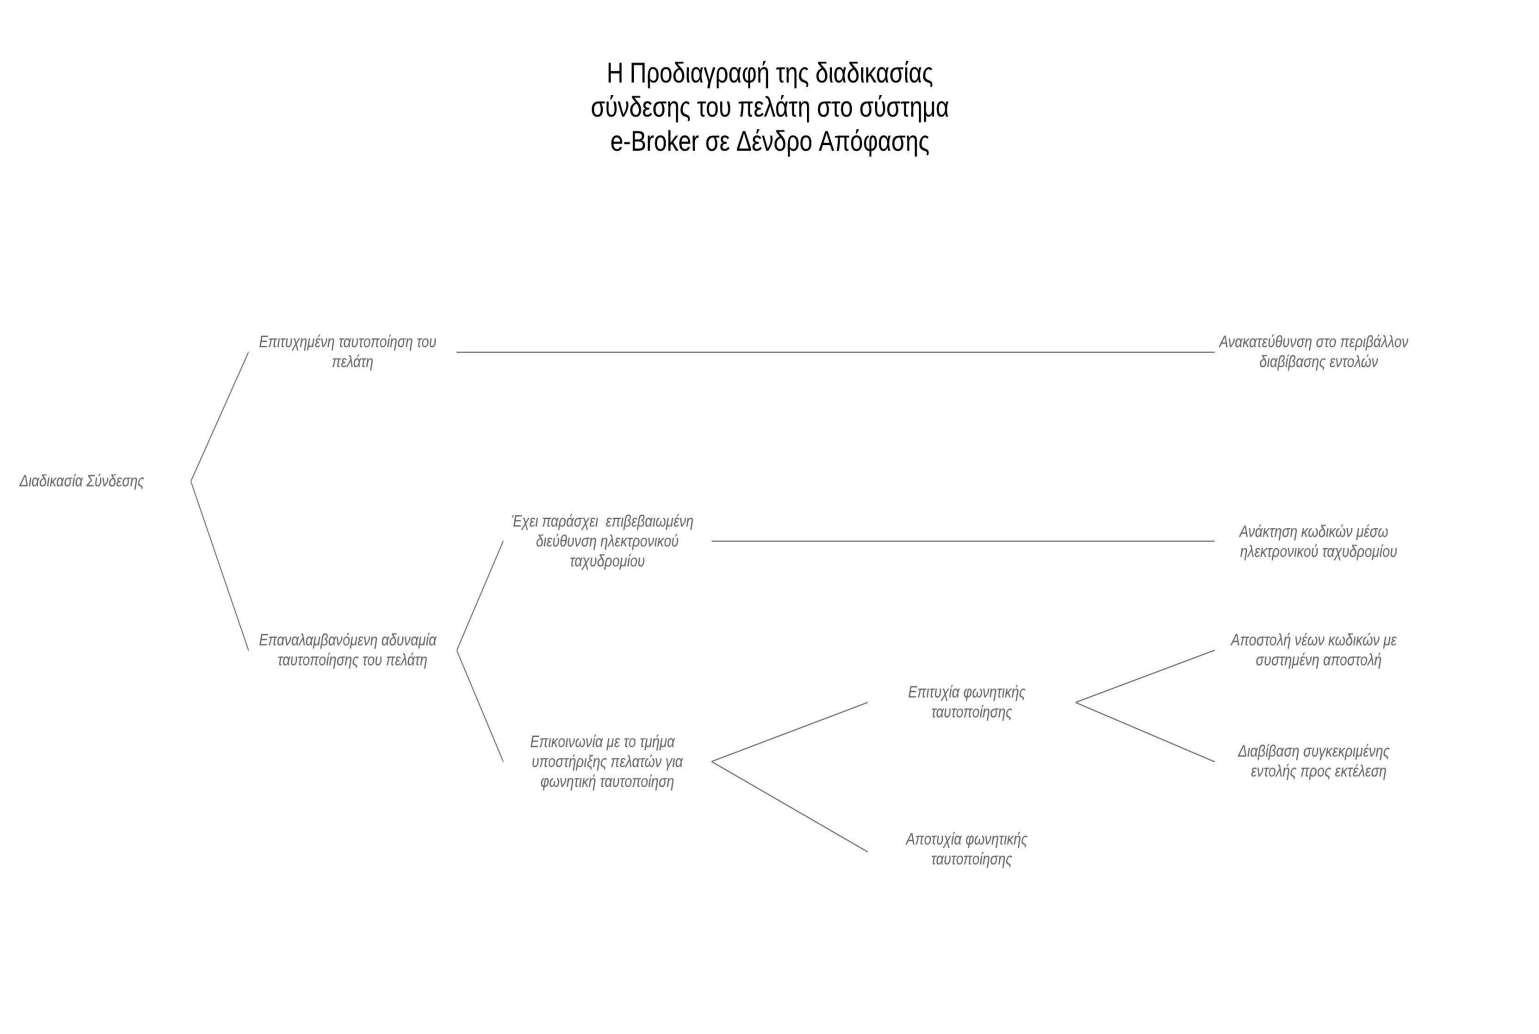 Η Προδιαγραφή της διαδικασίας
σύνδεσης του πελάτη στο σύστημα
e-Broker σε Δένδρο Απόφασης
Επιτυχημένη ταυτοποίηση του
πελάτη
Ανακατεύθυνση στο περιβάλλον
διαβίβασης εντολών
Διαδικασία Σύνδεσης
Έχει παράσχει  επιβεβαιωμένη
διεύθυνση ηλεκτρονικού
ταχυδρομίου
Ανάκτηση κωδικών μέσω
ηλεκτρονικού ταχυδρομίου
Επαναλαμβανόμενη αδυναμία
ταυτοποίησης του πελάτη
Αποστολή νέων κωδικών με
συστημένη αποστολή
Επικοινωνία με το τμήμα
υποστήριξης πελατών για
φωνητική ταυτοποίηση
Επιτυχία φωνητικής
ταυτοποίησης
Διαβίβαση συγκεκριμένης
εντολής προς εκτέλεση
Αποτυχία φωνητικής
ταυτοποίησης